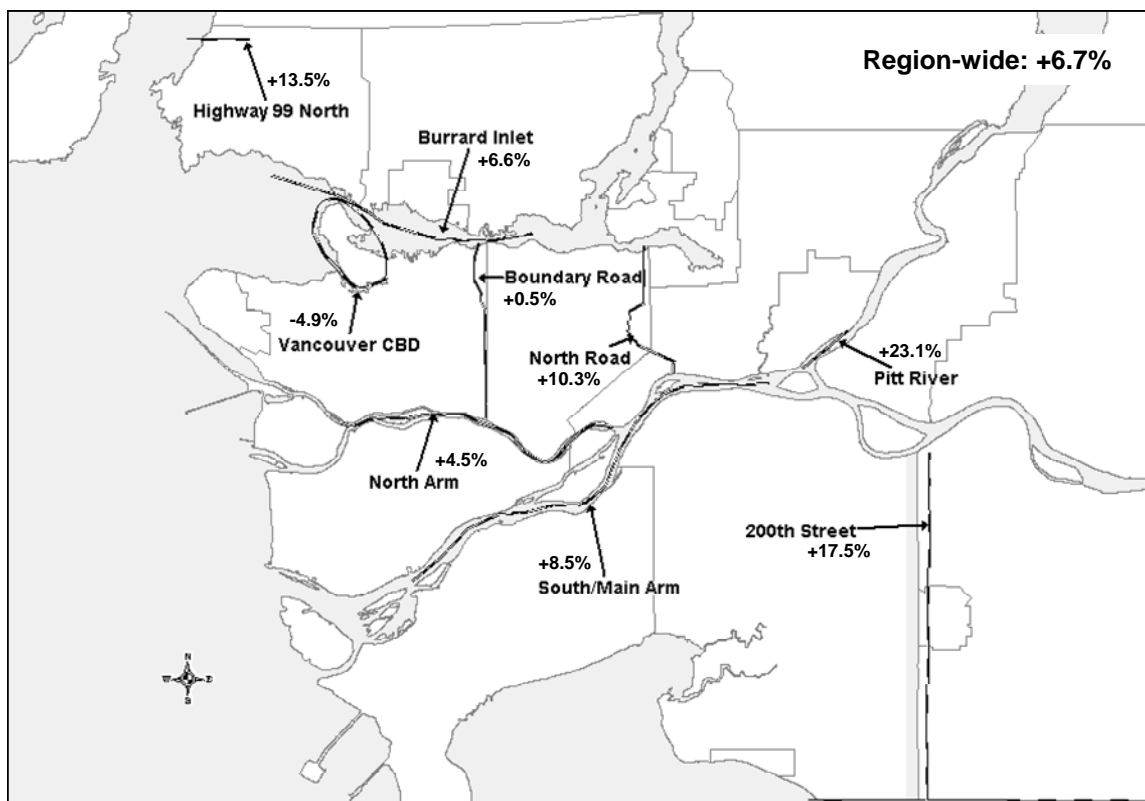 Region-wide: +6.7%
+13.5%
Highway 99 North
Burrard Inlet
+6.6%
Boundary Road
+0.5%
-4.9%
Vancouver CBD
North Road
+10.3%
+23.1%
Pitt River
+4.5%
North Arm
200th Street
+17.5%
+8.5%
South/Main Arm
N
W E
S